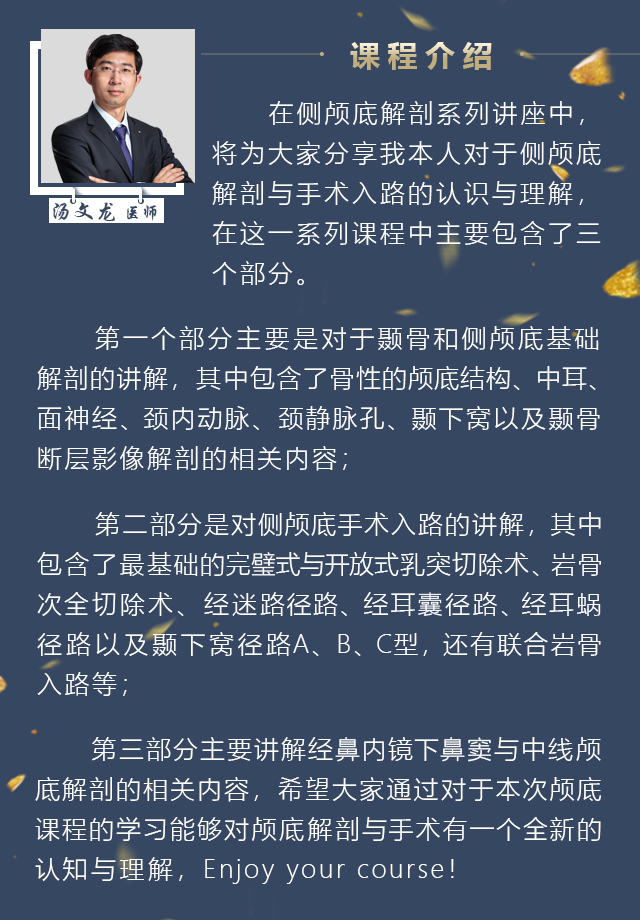 课程介绍
汤文龙 医师
在侧颅底解剖系列讲座中，
将为大家分享我本人对于侧颅底
解剖与手术入路的认识与理解，
在这一系列课程中主要包含了三
个部分。
第一个部分主要是对于颞骨和侧颅底基础
解剖的讲解，其中包含了骨性的颅底结构、中耳、
面神经、颈内动脉、颈静脉孔、颞下窝以及颞骨
断层影像解剖的相关内容；
第二部分是对侧颅底手术入路的讲解，其中
包含了最基础的完璧式与开放式乳突切除术、岩骨
次全切除术、经迷路径路、经耳囊径路、经耳蜗
径路以及颞下窝径路A、B、C型，还有联合岩骨
入路等；
第三部分主要讲解经鼻内镜下鼻窦与中线颅
底解剖的相关内容，希望大家通过对于本次颅底
课程的学习能够对颅底解剖与手术有一个全新的
认知与理解，Enjoy your course！